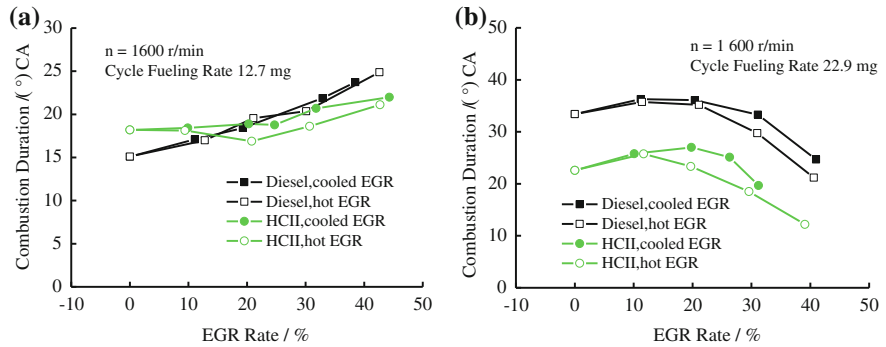 (a)
n = 1600 r/min
Cycle Fueling Rate 12.7 mg
Combustion Duration /( °) CA
30
25
20
15
10
5
0
Diesel,cooled EGR
Diesel,hot EGR
HCII,cooled EGR
HCII,hot EGR
-10 0 10 20 30 40 50
EGR Rate / %
(b)
n = 1 600 r/min
Cycle Fueling Rate 22.9 mg
Combustion Duration /( °) CA
50
40
30
20
10
0
Diesel,cooled EGR
Diesel,hot EGR
HCII,cooled EGR
HCII,hot EGR
-10 0 10 20 30 40 50
EGR Rate / %